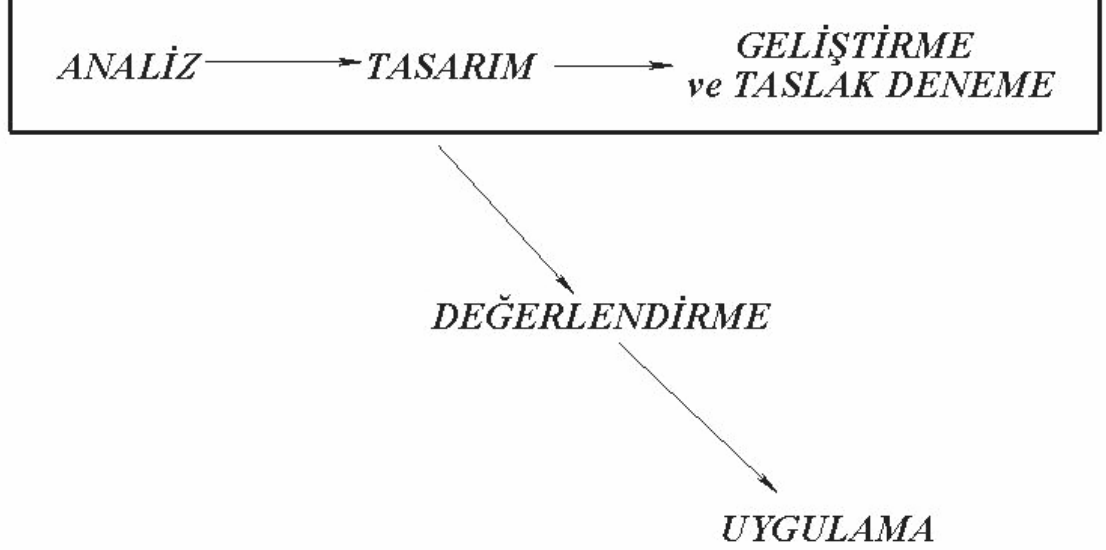 ANALİZ TASARIM GELİŞTİRME
ve TASLAK DENEME
DEĞERLENDİRME
UYGULAMA